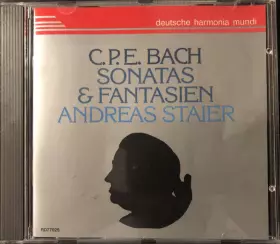 deutsche harmonia mundi
C.P.E. BACH
SONATAS
& FANTASIEN
ANDREAS STAIER